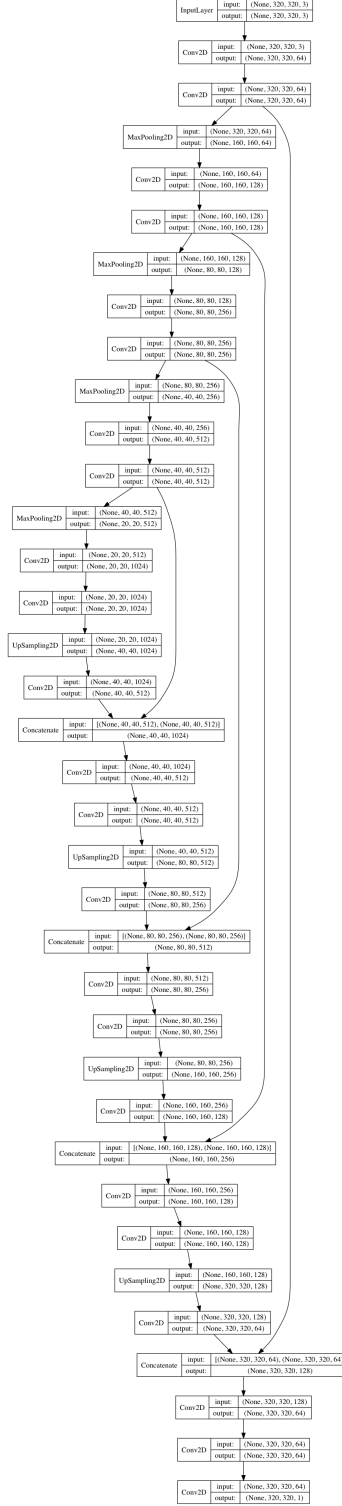 InputLayer input: (None, 320, 320, 3)
output: (None, 320, 320, 3)
Conv2D input: (None, 320, 320, 3)
output: (None, 320, 320, 64)
Conv2D input: (None, 320, 320, 64)
output: (None, 320, 320, 64)
MaxPooling2D input: (None, 320, 320, 64)
output: (None, 160, 160, 64)
Conv2D input: (None, 160, 160, 64)
output: (None, 160, 160, 128)
Conv2D input: (None, 160, 160, 128)
output: (None, 160, 160, 128)
MaxPooling2D input: (None, 160, 160, 128)
output: (None, 80, 80, 128)
Conv2D input: (None, 80, 80, 128)
output: (None, 80, 80, 256)
Conv2D input: (None, 80, 80, 256)
output: (None, 80, 80, 256)
MaxPooling2D input: (None, 80, 80, 256)
output: (None, 40, 40, 256)
Conv2D input: (None, 40, 40, 256)
output: (None, 40, 40, 512)
Conv2D input: (None, 40, 40, 512)
output: (None, 40, 40, 512)
MaxPooling2D input: (None, 40, 40, 512)
output: (None, 20, 20, 512)
Conv2D input: (None, 20, 20, 512)
output: (None, 20, 20, 1024)
Conv2D input: (None, 20, 20, 1024)
output: (None, 20, 20, 1024)
UpSampling2D input: (None, 20, 20, 1024)
output: (None, 40, 40, 1024)
Conv2D input: (None, 40, 40, 1024)
output: (None, 40, 40, 512)
Concatenate input: [(None, 40, 40, 512), (None, 40, 40, 512)]
output: (None, 40, 40, 1024)
Conv2D input: (None, 40, 40, 1024)
output: (None, 40, 40, 512)
Conv2D input: (None, 40, 40, 512)
output: (None, 40, 40, 512)
UpSampling2D input: (None, 40, 40, 512)
output: (None, 80, 80, 512)
Conv2D input: (None, 80, 80, 512)
output: (None, 80, 80, 256)
Concatenate input: [(None, 80, 80, 256), (None, 80, 80, 256)]
output: (None, 80, 80, 512)
Conv2D input: (None, 80, 80, 512)
output: (None, 80, 80, 256)
Conv2D input: (None, 80, 80, 256)
output: (None, 80, 80, 256)
UpSampling2D input: (None, 80, 80, 256)
output: (None, 160, 160, 256)
Conv2D input: (None, 160, 160, 256)
output: (None, 160, 160, 128)
Concatenate input: [(None, 160, 160, 128), (None, 160, 160, 128)]
output: (None, 160, 160, 256)
Conv2D input: (None, 160, 160, 256)
output: (None, 160, 160, 128)
Conv2D input: (None, 160, 160, 128)
output: (None, 160, 160, 128)
UpSampling2D input: (None, 160, 160, 128)
output: (None, 320, 320, 128)
Conv2D input: (None, 320, 320, 128)
output: (None, 320, 320, 64)
Concatenate input: [(None, 320, 320, 64), (None, 320, 320, 64)
output: (None, 320, 320, 128)
Conv2D input: (None, 320, 320, 128)
output: (None, 320, 320, 64)
Conv2D input: (None, 320, 320, 64)
output: (None, 320, 320, 64)
Conv2D input: (None, 320, 320, 64)
output: (None, 320, 320, 1)